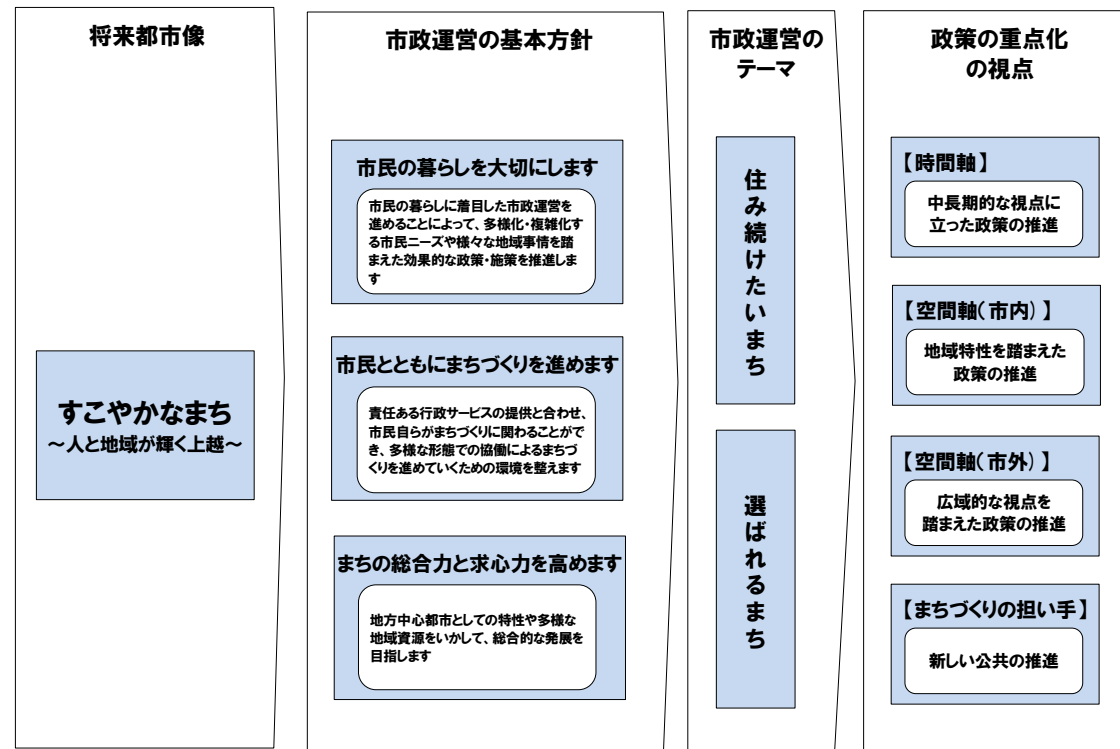 将来都市像
すこやかなまち
～人と地域が輝く上越～
市政運営の基本方針
市民の暮らしを大切にします
市民の暮らしに着目した市政運営を
進めることによって、多様化・複雑化す
る市民ニーズや様々な地域事情を踏
まえた効果的な政策・施策を推進しま
す
市民とともにまちづくりを進めます
責任ある行政サービスの提供と合わせ、
市民自らがまちづくりに関わることがで
き、多様な形態での協働によるまちづ
くりを進めていくための環境を整えます
まちの総合力と求心力を高めます
地方中心都市としての特性や多様な
地域資源をいかして、総合的な発展を
目指します
市政運営の
テーマ
住み続けたいまち
選ばれるまち
政策の重点化
の視点
【時間軸】
中長期的な視点に
立った政策の推進
【空間軸（市内）】
地域特性を踏まえた
政策の推進
【空間軸（市外）】
広域的な視点を
踏まえた政策の推進
【まちづくりの担い手】
新しい公共の推進